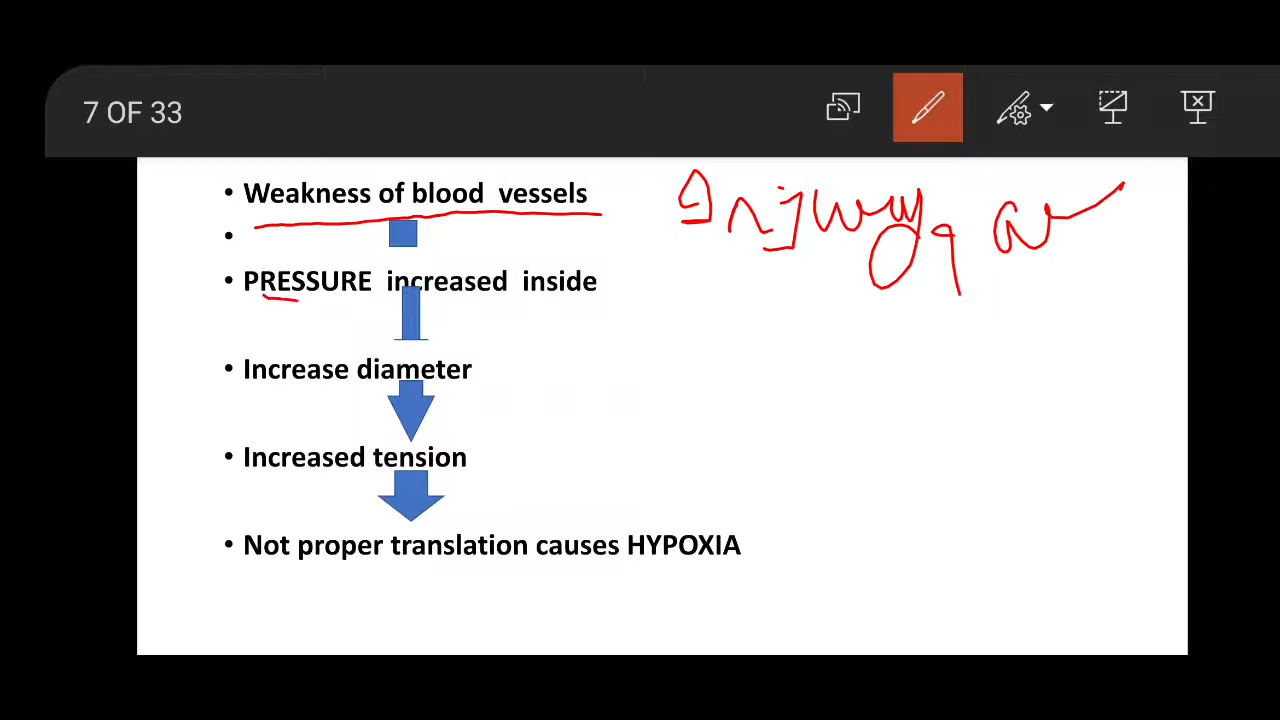 7 OF 33
• Weakness of blood vessels
Injury
•
• PRESSURE increased inside
• Increase diameter
• Increased tension
• Not proper translation causes HYPOXIA